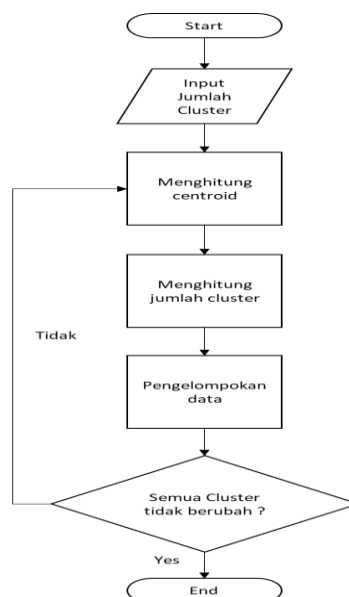 Start
Input
Jumlah
Cluster
Menghitung
centroid
Menghitung
jumlah cluster
Tidak
Pengelompokan
data
Semua Cluster
tidak berubah ?
Yes
End